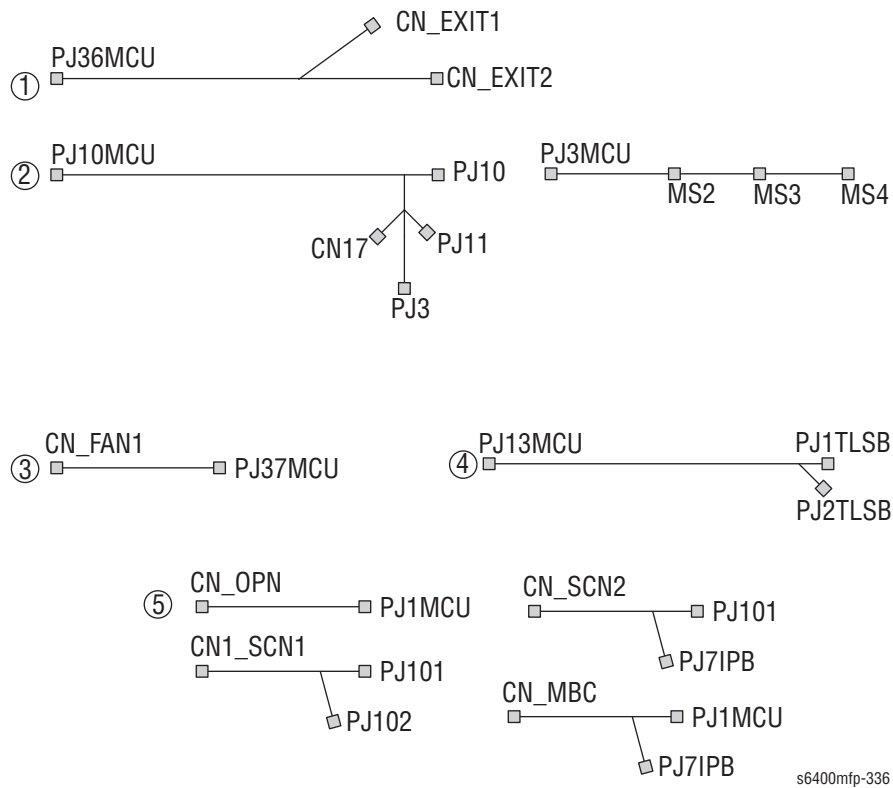 CN_EXIT1
PJ36MCU
1
CN_EXIT2
PJ10MCU
2
PJ10
PJ3MCU
MS2
MS3
MS4
CN17
PJ11
PJ3
CN_FAN1
3
PJ37MCU
4
PJ13MCU
PJ1TLSB
PJ2TLSB
5
CN_OPN
PJ1MCU
CN_SCN2
PJ101
PJ7IPB
CN1_SCN1
PJ101
PJ102
CN_MBC
PJ1MCU
PJ7IPB
s6400mfp-336